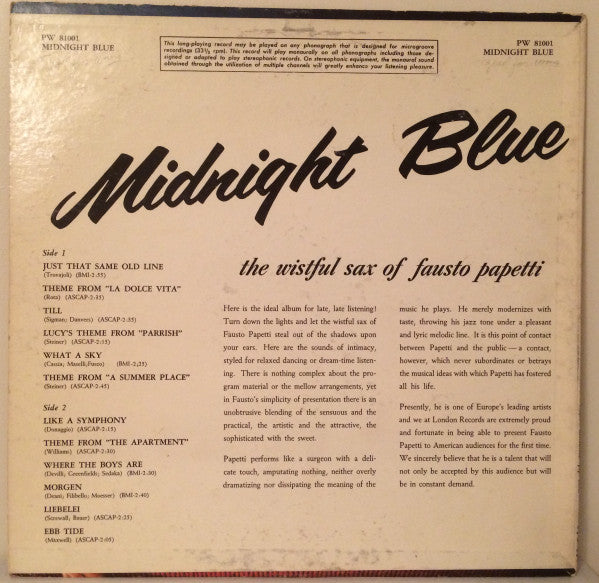 PW 81001
MIDNIGHT BLUE
This long-playing record may be played on any phonograph that is designed for microgroove
recordings (33⅓ rpm). This record will play monaurally on all phonographs including those de-
signed or adapted to play stereophonic records. On stereophonic equipment, the monaural sound
obtained through the utilization of multiple channels will greatly enhance your listening pleasure.
PW 81001
MIDNIGHT BLUE
Midnight Blue
the wistful sax of fausto papetti
Side 1
JUST THAT SAME OLD LINE
(Trovajoli) (BMI-2:55)
THEME FROM "LA DOLCE VITA"
(Rota) (ASCAP-2:35)
TILL
(Sigman; Danvers) (ASCAP-2:35)
LUCY'S THEME FROM "PARRISH"
(Steiner) (ASCAP-2:15)
WHAT A SKY
(Cassia; Maselli;Fusco) (BMI-2;25)
THEME FROM "A SUMMER PLACE"
(Steiner) (ASCAP-2:45)
Side 2
LIKE A SYMPHONY
(Donaggio) (ASCAP-2:15)
THEME FROM "THE APARTMENT"
(Williams) (ASCAP-2:30)
WHERE THE BOYS ARE
(Devilli, Greenfield; Sedaka) (BMI-2:30)
MORGEN
(Deani; Filibello; Moesser) (BMI-2:40)
LIEBELEI
(Scrowall, Bauer) (ASCAP-2:35)
EBB TIDE
(Maxwell) (ASCAP-2:05)
Here is the ideal album for late, late listening!
Turn down the lights and let the wistful sax of
Fausto Papetti steal out of the shadows upon
your ears. Here are the sounds of intimacy,
styled for relaxed dancing or dream-time listen-
ing. There is nothing complex about the pro-
gram material or the mellow arrangements, yet
in Fausto's simplicity of presentation there is an
unobtrusive blending of the sensuous and the
practical, the artistic and the attractive, the
sophisticated with the sweet.
Papetti performs like a surgeon with a deli-
cate touch, amputating nothing, neither overly
dramatizing nor dissipating the meaning of the
music he plays. He merely modernizes with
taste, throwing his jazz tone under a pleasant
and lyric melodic line. It is this point of contact
between Papetti and the public — a contact,
however, which never subordinates or betrays
the musical ideas with which Papetti has fostered
all his life.
Presently, he is one of Europe's leading artists
and we at London Records are extremely proud
and fortunate in being able to present Fausto
Papetti to American audiences for the first time.
We sincerely believe that he is a talent that will
not only be accepted by this audience but will
be in constant demand.